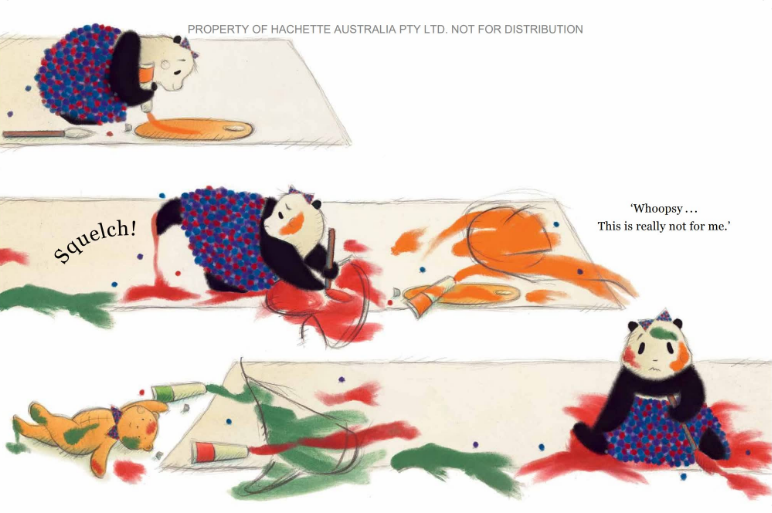 PROPERTY OF HACHETTE AUSTRALIA PTY LTD. NOT FOR DISTRIBUTION
Squelch!
‘Whoopsy . . .
This is really not for me.’